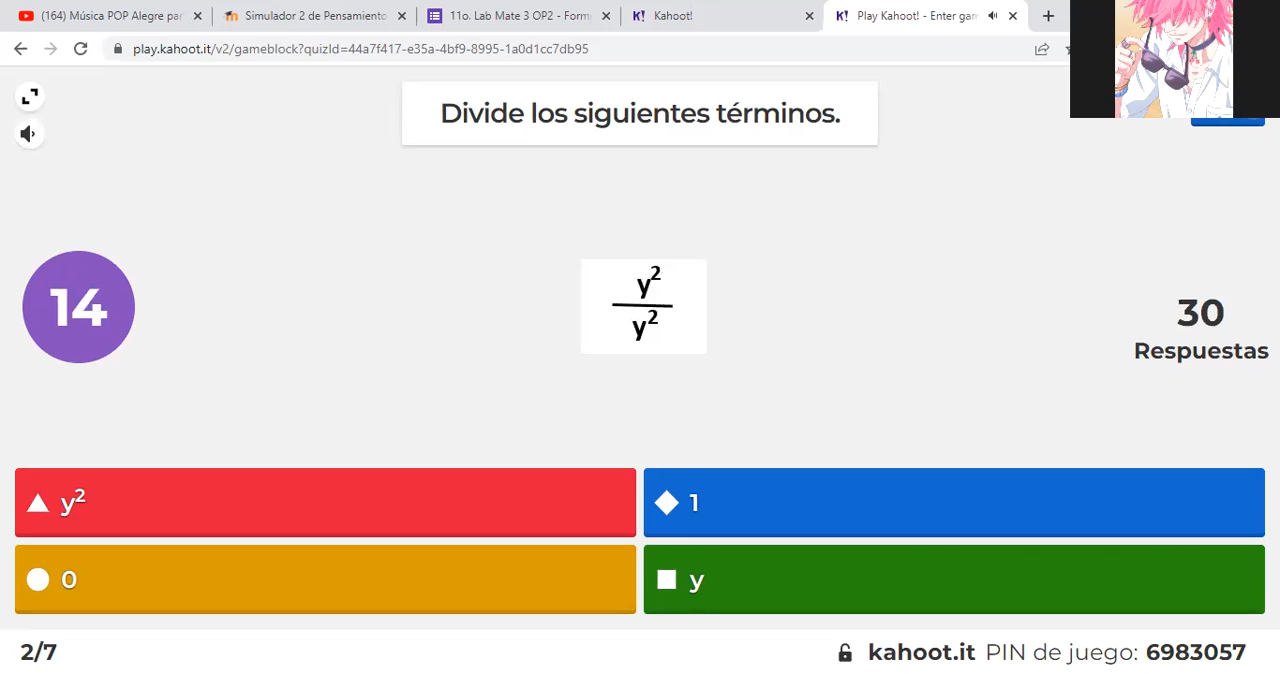 (164) Música POP Alegre par
Simulador 2 de Pensamiento
11o. Lab Mate 3 OP2 - Form
K! Kahoot!
K! Play Kahoot! - Enter gam
play.kahoot.it/v2/gameblock?quizId=44a7f417-e35a-4bf9-8995-1a0d1cc7db95
Divide los siguientes términos.
14
y²
y²
30
Respuestas
y²
1
0
y
2/7
kahoot.it PIN de juego: 6983057